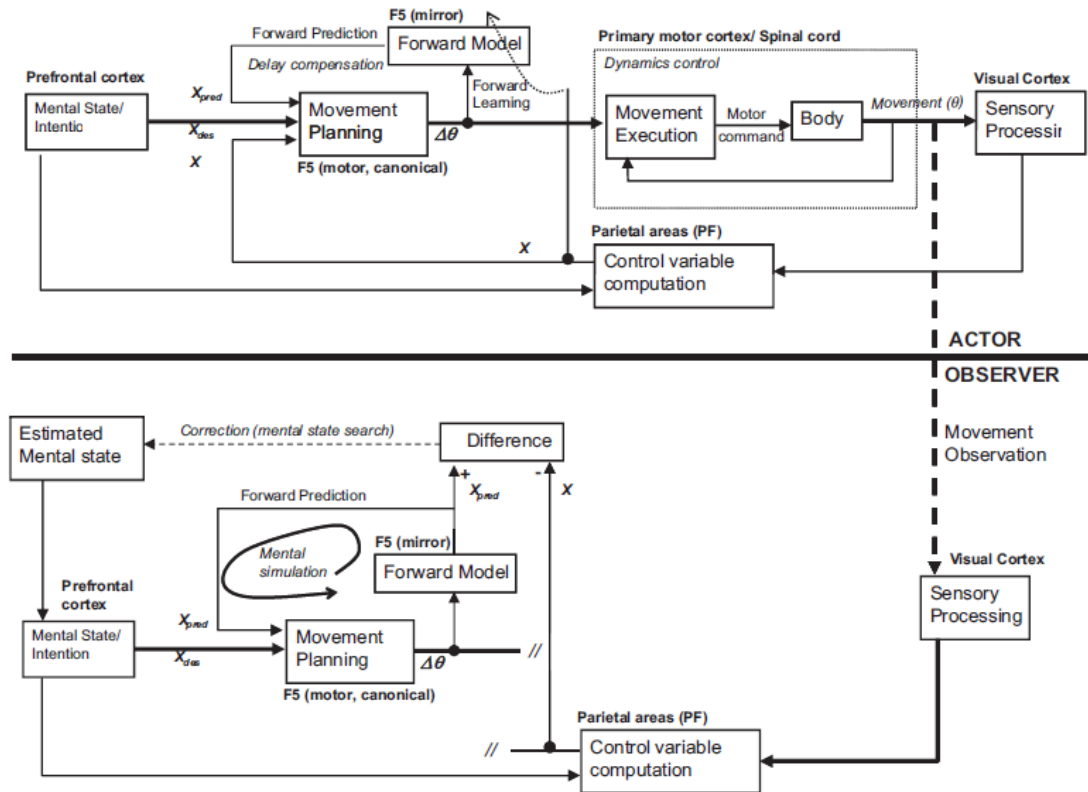 F5 (mirror)
Forward Prediction
Forward Model
Delay compensation
Primary motor cortex/ Spinal cord
Dynamics control
Prefrontal cortex
Mental State/
Intentic
Xpred
Xdes
X
Movement
Planning
Δθ
F5 (motor, canonical)
Forward
Learning
Movement
Execution
Motor
command
Body
Movement (θ)
Visual Cortex
Sensory
Processir
X
Parietal areas (PF)
Control variable
computation
ACTOR
OBSERVER
Estimated
Mental state
Correction (mental state search)
Difference
Movement
Observation
+
-
Xpred
X
Forward Prediction
Mental
simulation
F5 (mirror)
Forward Model
Visual Cortex
Sensory
Processing
Prefrontal
cortex
Mental State/
Intention
Xpred
Xdes
Movement
Planning
Δθ
//
F5 (motor, canonical)
Parietal areas (PF)
//
Control variable
computation